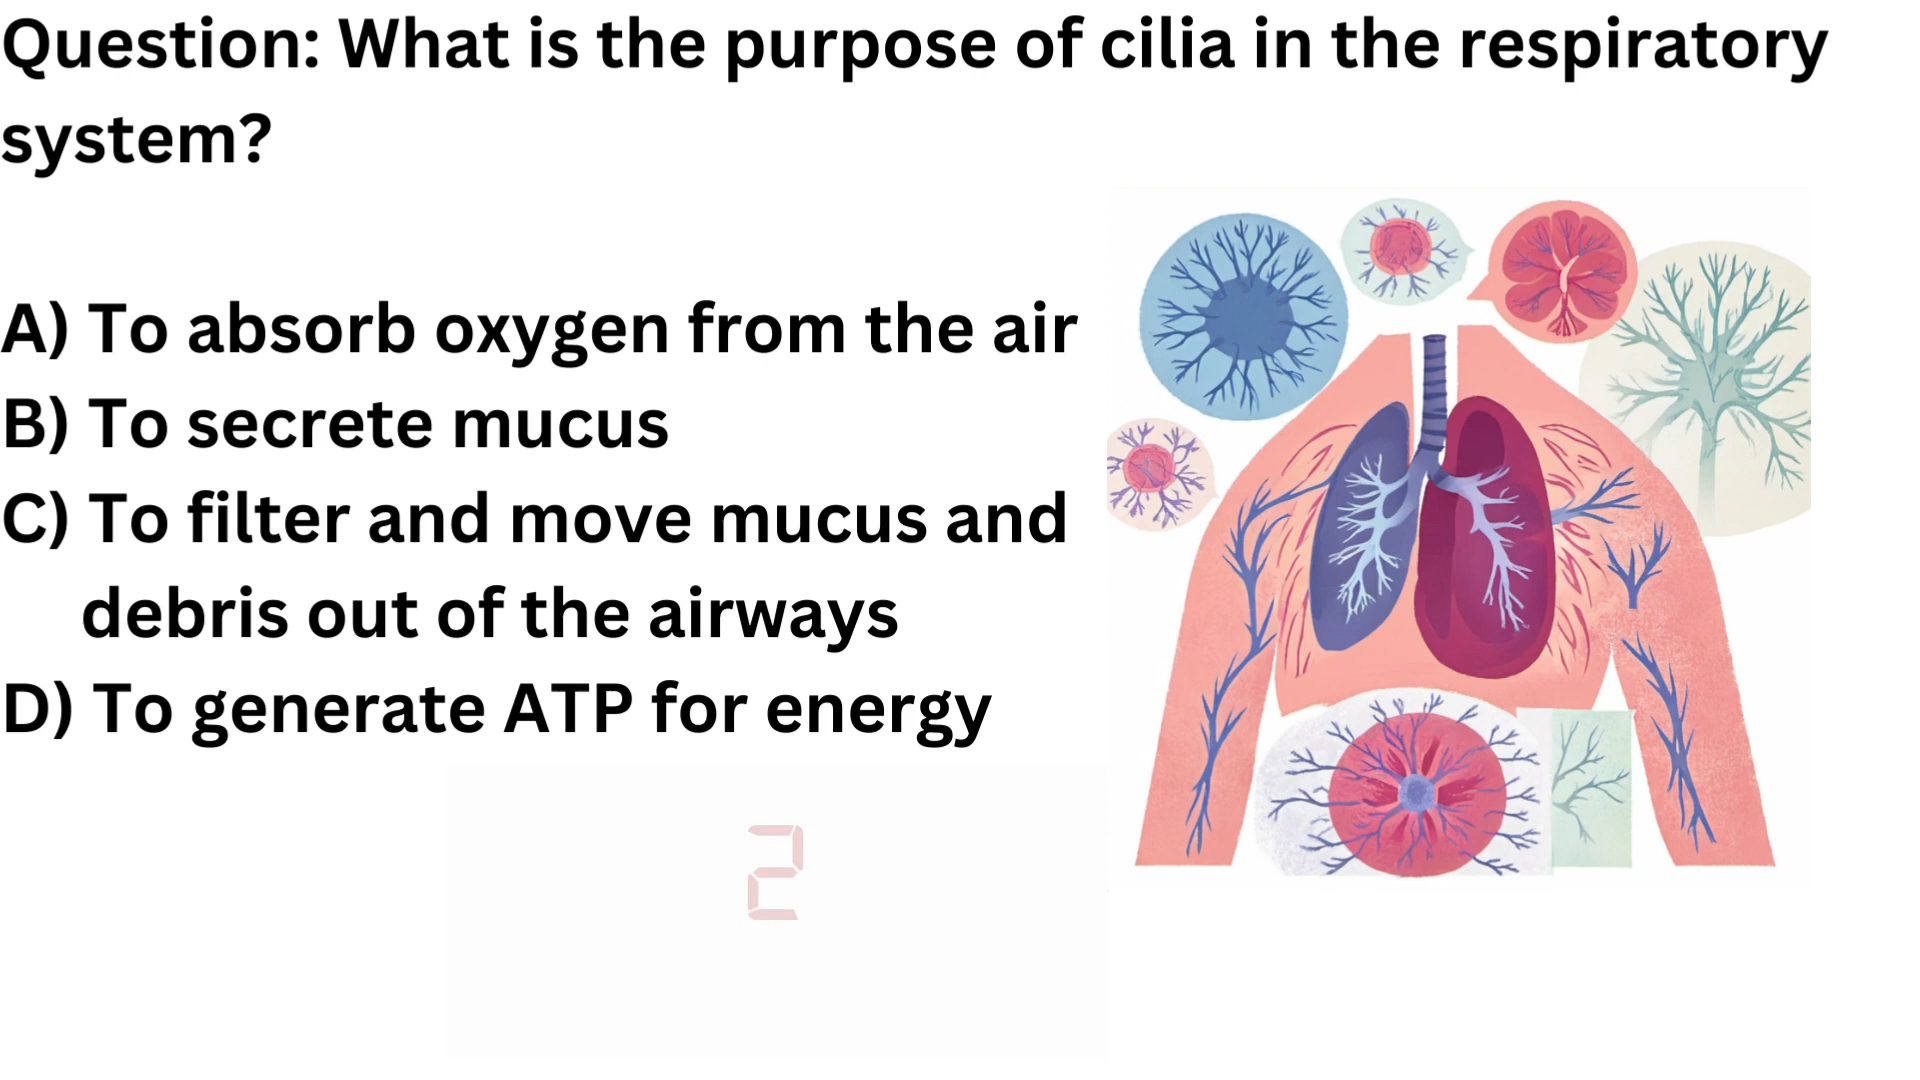 Question: What is the purpose of cilia in the respiratory
system?
A) To absorb oxygen from the air
B) To secrete mucus
C) To filter and move mucus and
debris out of the airways
D) To generate ATP for energy
2